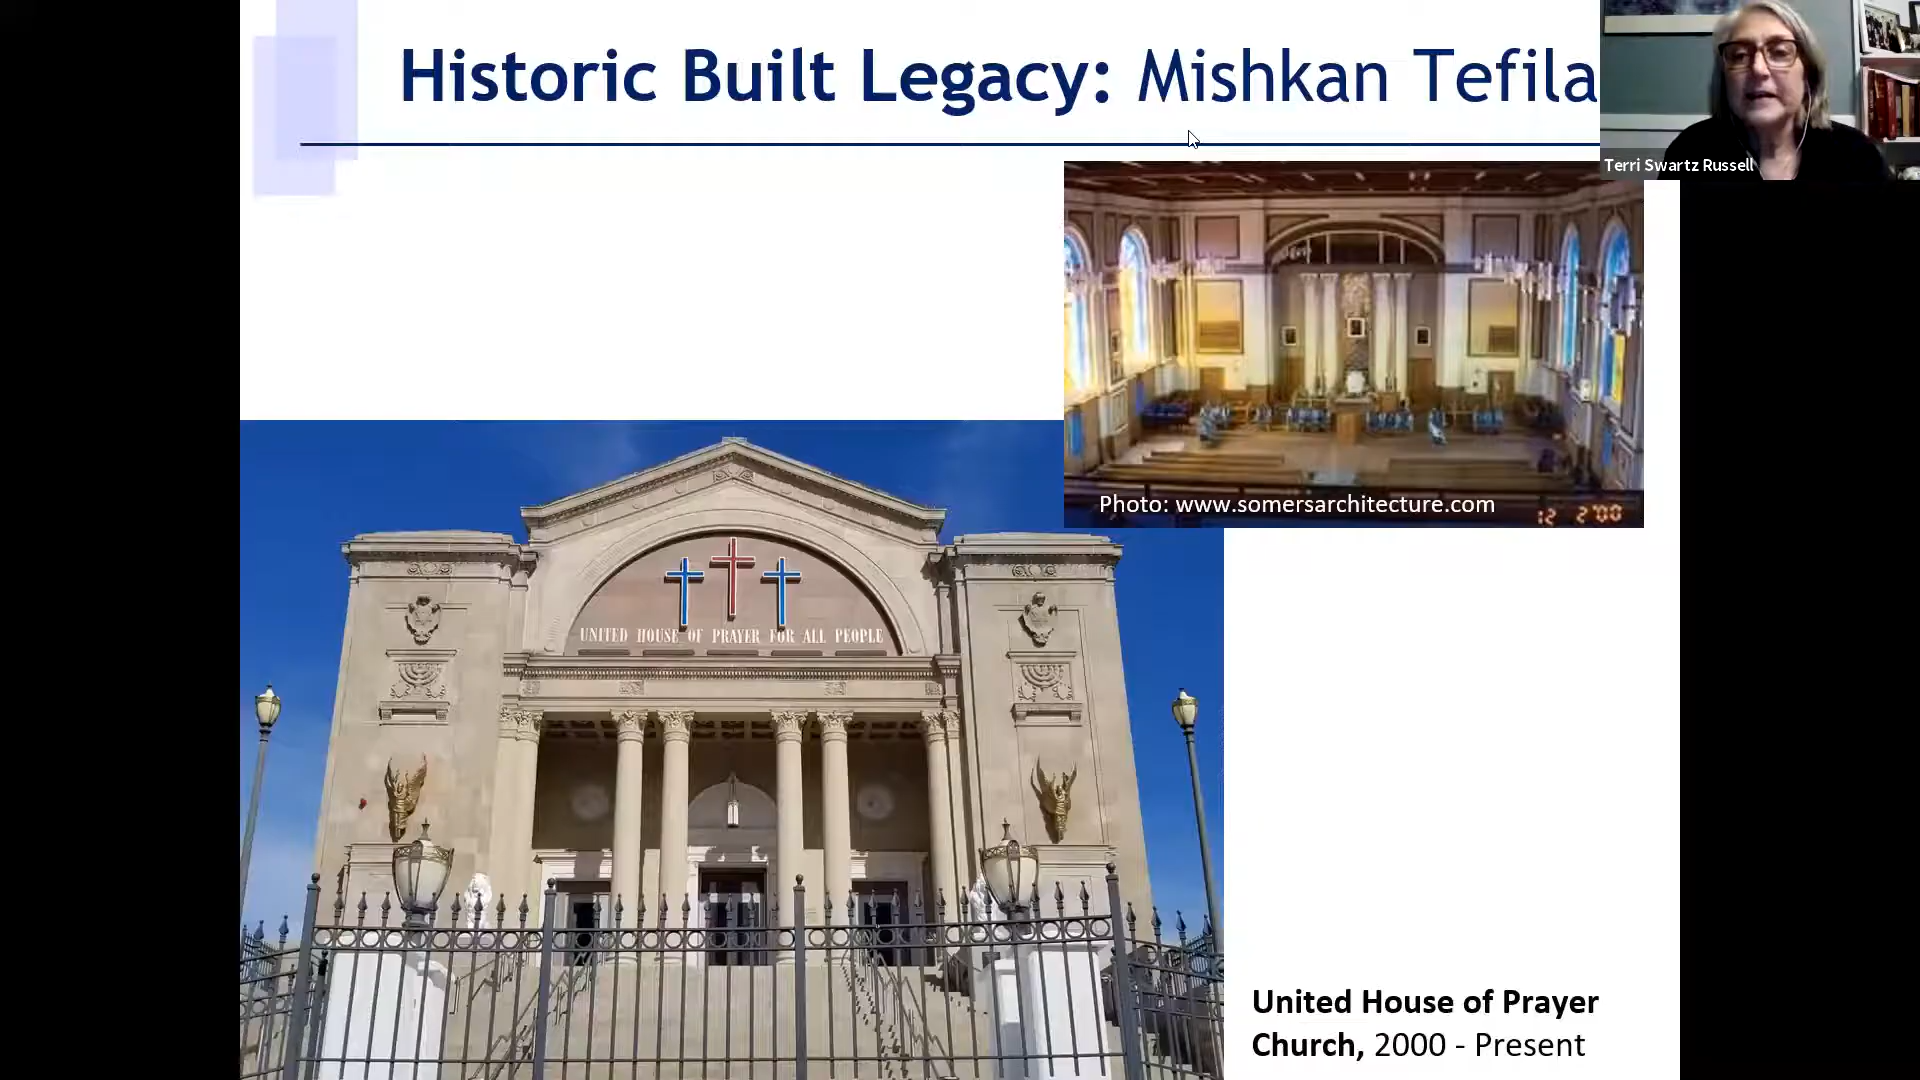 Historic Built Legacy: Mishkan Tefila
Terri Swartz Russell
Photo: www.somersarchitecture.com
12 2'00
UNITED HOUSE OF PRAYER FOR ALL PEOPLE
United House of Prayer
Church, 2000 - Present